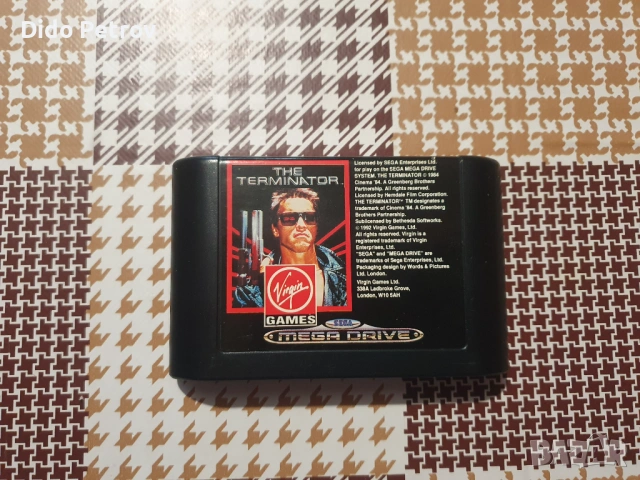 Dido Petrov
THE
TERMINATOR
Virgin
GAMES
Licensed by SEGA Enterprises Ltd.
for play on the SEGA MEGA DRIVE
SYSTEM. THE TERMINATOR © 1984
Cinema '84. A Greenberg Brothers
Partnership. All rights reserved.
Licensed by Hemdale Film Corporation.
THE TERMINATOR™ TM designates a
trademark of Cinema '84. A Greenberg
Brothers Partnership.
Sublicensed by Bethesda Softworks.
© 1992 Virgin Games, Ltd.
All rights reserved. Virgin is a
registered trademark of Virgin
Enterprises, Ltd.
"SEGA" and "MEGA DRIVE" are
trademarks of Sega Enterprises, Ltd.
Packaging design by Words & Pictures
Ltd. London.
Virgin Games Ltd.
338A Ladbroke Grove,
London, W10 5AH
SEGA
MEGA DRIVE